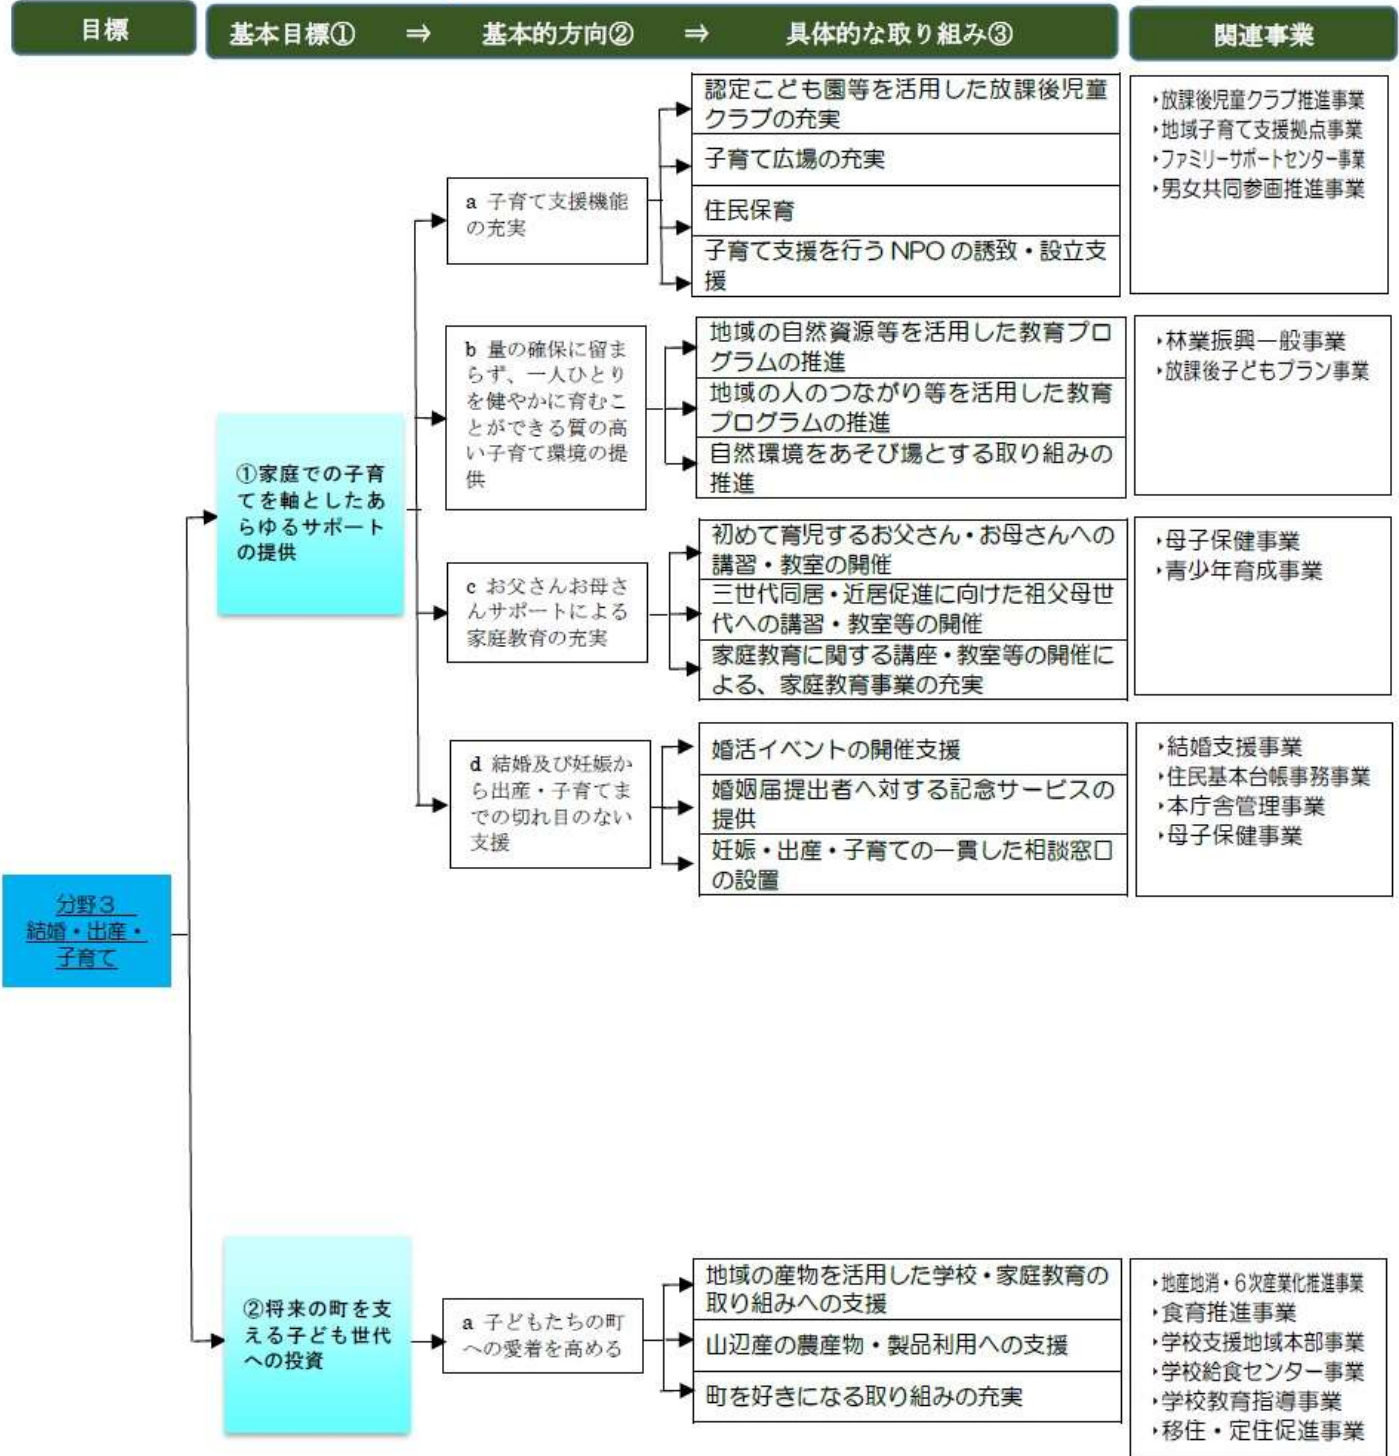 目標
基本目標① ⇒ 基本的方向② ⇒ 具体的な取り組み③
関連事業
分野３
結婚・出産・
子育て
①家庭での子育
てを軸としたあ
らゆるサポート
の提供
a 子育て支援機能
の充実
認定こども園等を活用した放課後児童
クラブの充実
子育て広場の充実
住民保育
子育て支援を行う NPO の誘致・設立支
援
・放課後児童クラブ推進事業
・地域子育て支援拠点事業
・ファミリーサポートセンター事業
・男女共同参画推進事業
b 量の確保に留ま
らず、一人ひとり
を健やかに育むこ
とができる質の高
い子育て環境の提
供
地域の自然資源等を活用した教育プロ
グラムの推進
地域の人のつながり等を活用した教育
プログラムの推進
自然環境をあそび場とする取り組みの
推進
・林業振興一般事業
・放課後子どもプラン事業
c お父さんお母さ
んサポートによる
家庭教育の充実
初めて育児するお父さん・お母さんへの
講習・教室の開催
三世代同居・近居促進に向けた祖父母世
代への講習・教室等の開催
家庭教育に関する講座・教室等の開催に
よる、家庭教育事業の充実
・母子保健事業
・青少年育成事業
d 結婚及び妊娠か
ら出産・子育てま
での切れ目のない
支援
婚活イベントの開催支援
婚姻届提出者へ対する記念サービスの
提供
妊娠・出産・子育ての一貫した相談窓口
の設置
・結婚支援事業
・住民基本台帳事務事業
・本庁舎管理事業
・母子保健事業
②将来の町を支
える子ども世代
への投資
a 子どもたちの町
への愛着を高める
地域の産物を活用した学校・家庭教育の
取り組みへの支援
山辺産の農産物・製品利用への支援
町を好きになる取り組みの充実
・地産地消・６次産業化推進事業
・食育推進事業
・学校支援地域本部事業
・学校給食センター事業
・学校教育指導事業
・移住・定住促進事業